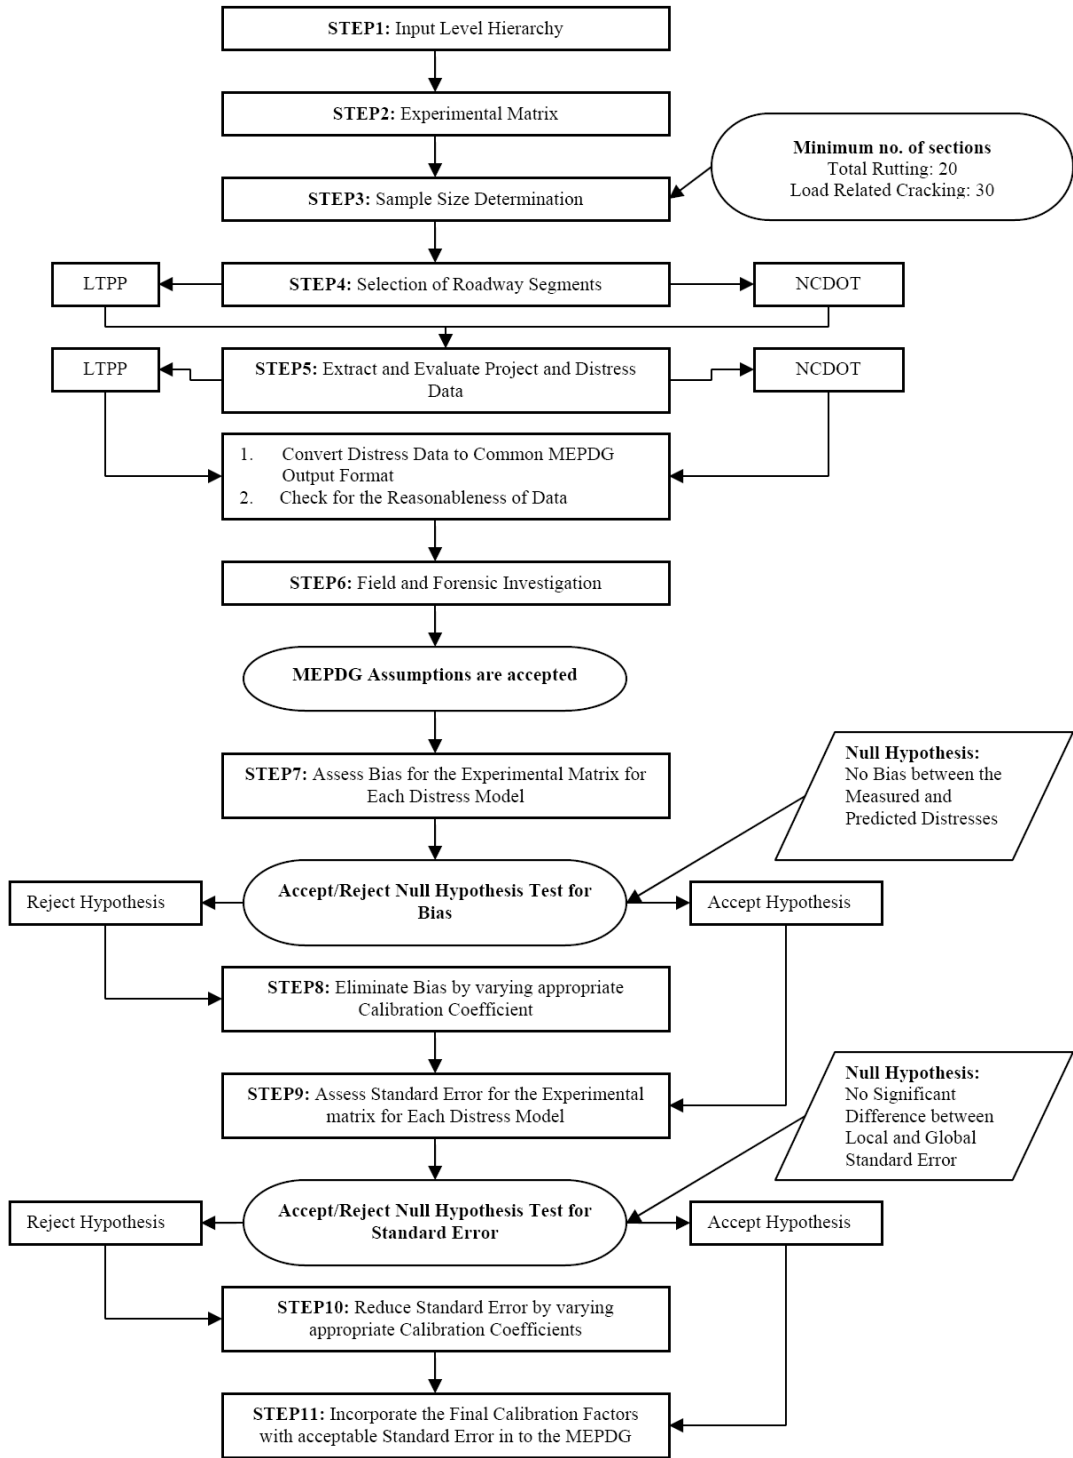 STEP1: Input Level Hierarchy
STEP2: Experimental Matrix
Minimum no. of sections
Total Rutting: 20
Load Related Cracking: 30
STEP3: Sample Size Determination
LTPP
STEP4: Selection of Roadway Segments
NCDOT
LTPP
STEP5: Extract and Evaluate Project and Distress
Data
NCDOT
1. Convert Distress Data to Common MEPDG
Output Format
2. Check for the Reasonableness of Data
STEP6: Field and Forensic Investigation
MEPDG Assumptions are accepted
STEP7: Assess Bias for the Experimental Matrix for
Each Distress Model
Null Hypothesis:
No Bias between the
Measured and
Predicted Distresses
Reject Hypothesis
Accept/Reject Null Hypothesis Test for
Bias
Accept Hypothesis
STEP8: Eliminate Bias by varying appropriate
Calibration Coefficient
STEP9: Assess Standard Error for the Experimental
matrix for Each Distress Model
Null Hypothesis:
No Significant
Difference between
Local and Global
Standard Error
Reject Hypothesis
Accept/Reject Null Hypothesis Test for
Standard Error
Accept Hypothesis
STEP10: Reduce Standard Error by varying
appropriate Calibration Coefficients
STEP11: Incorporate the Final Calibration Factors
with acceptable Standard Error in to the MEPDG